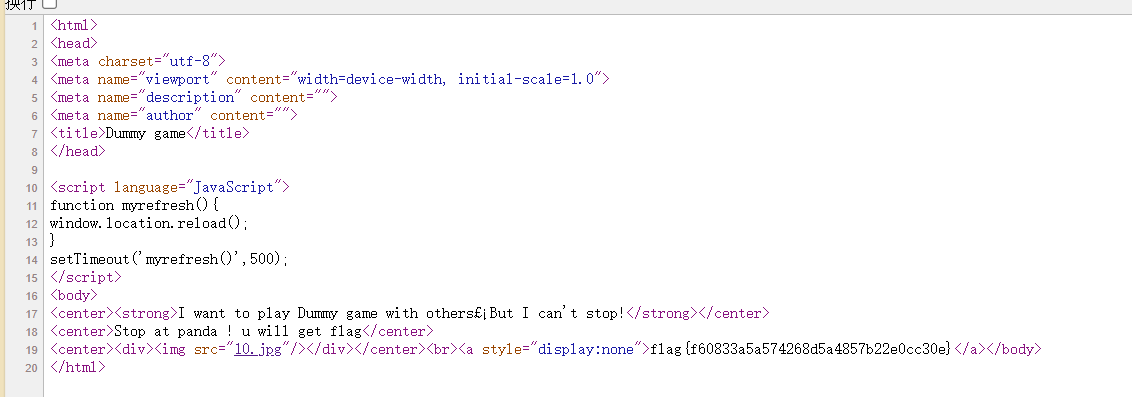 换行
1 <html>
2 <head>
3 <meta charset="utf-8">
4 <meta name="viewport" content="width=device-width, initial-scale=1.0">
5 <meta name="description" content="">
6 <meta name="author" content="">
7 <title>Dummy game</title>
8 </head>
9
10 <script language="JavaScript">
11 function myrefresh(){
12 window.location.reload();
13 }
14 setTimeout('myrefresh()',500);
15 </script>
16 <body>
17 <center><strong>I want to play Dummy game with others£¡But I can't stop!</strong></center>
18 <center>Stop at panda ! u will get flag</center>
19 <center><div><img src="10.jpg"/></div></center><br><a style="display:none">flag{f60833a5a574268d5a4857b22e0cc30e}</a></body>
20 </html>